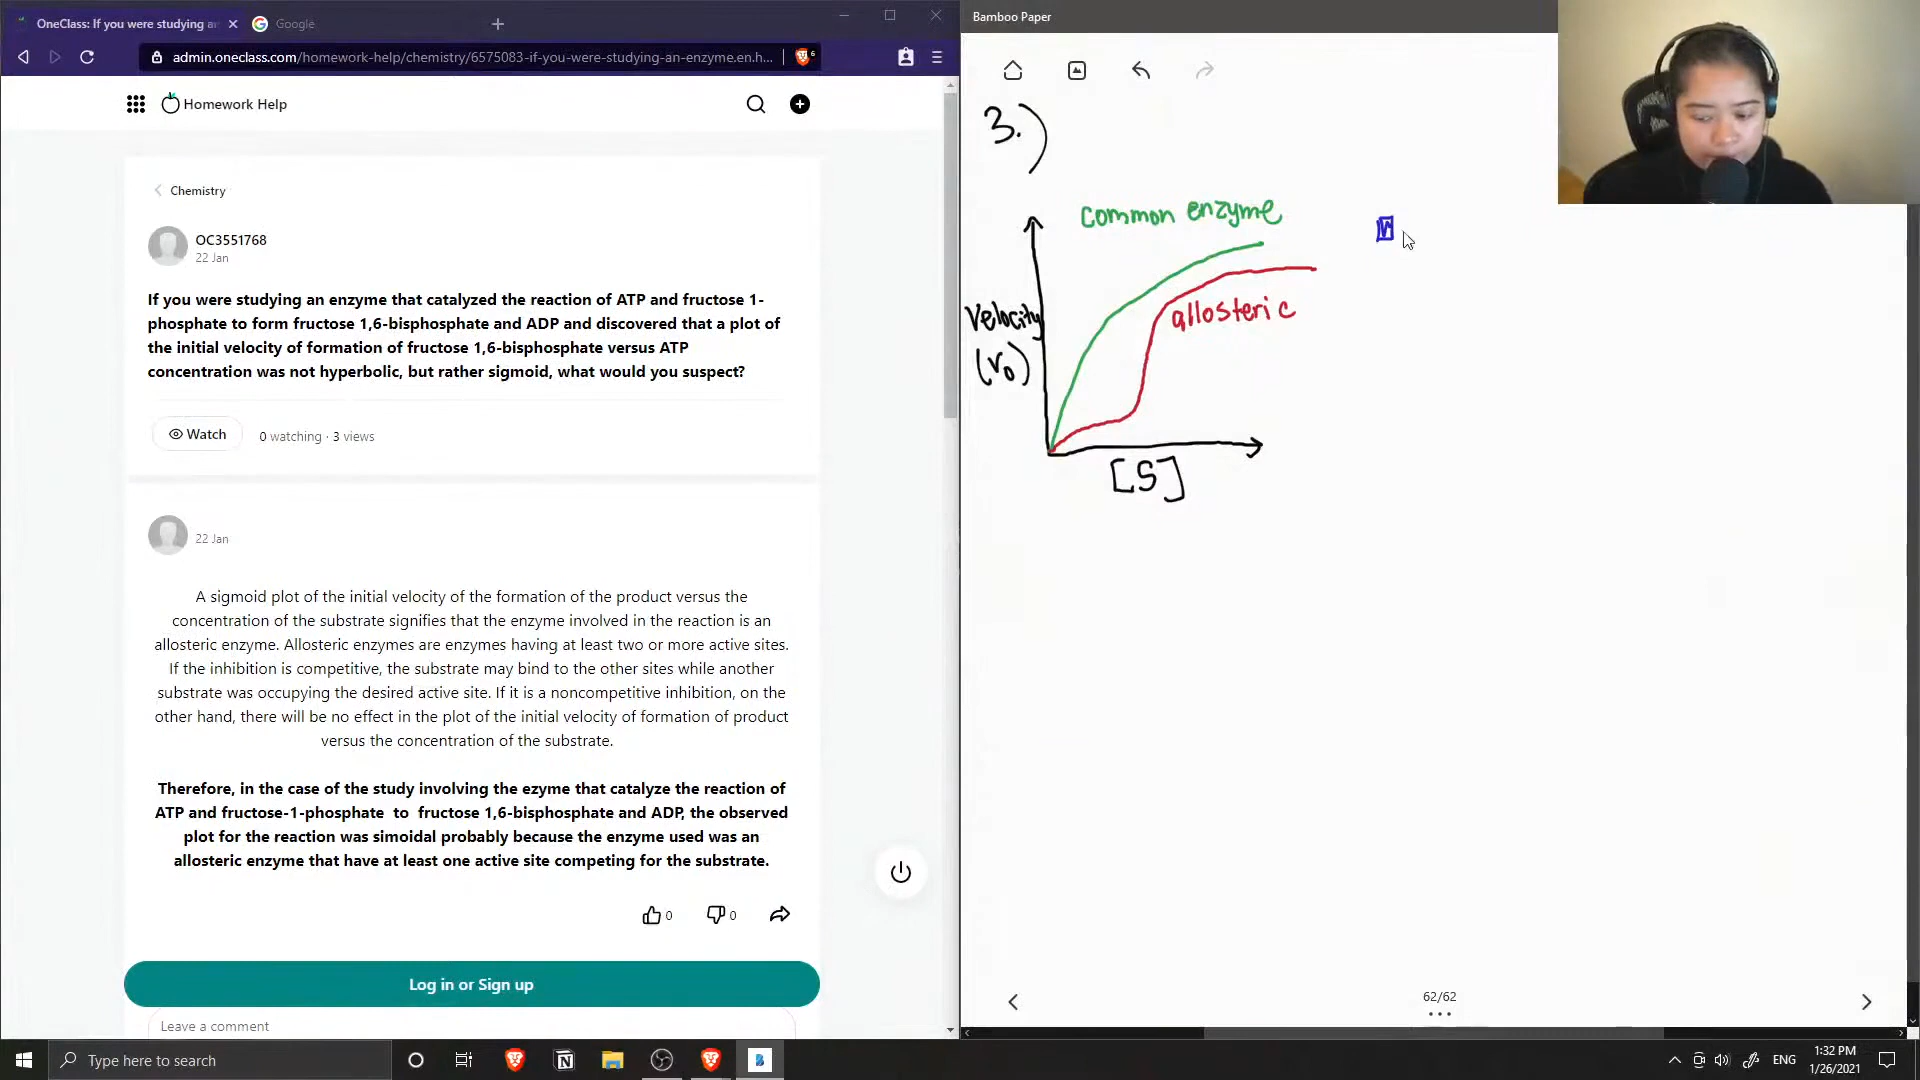 OneClass: If you were studying an
Google
Bamboo Paper
admin.oneclass.com/homework-help/chemistry/6575083-if-you-were-studying-an-enzyme.en.h...
6
Homework Help
Chemistry
OC3551768
22 Jan
If you were studying an enzyme that catalyzed the reaction of ATP and fructose 1-
phosphate to form fructose 1,6-bisphosphate and ADP and discovered that a plot of
the initial velocity of formation of fructose 1,6-bisphosphate versus ATP
concentration was not hyperbolic, but rather sigmoid, what would you suspect?
Watch
0 watching · 3 views
22 Jan
A sigmoid plot of the initial velocity of the formation of the product versus the
concentration of the substrate signifies that the enzyme involved in the reaction is an
allosteric enzyme. Allosteric enzymes are enzymes having at least two or more active sites.
If the inhibition is competitive, the substrate may bind to the other sites while another
substrate was occupying the desired active site. If it is a noncompetitive inhibition, on the
other hand, there will be no effect in the plot of the initial velocity of formation of product
versus the concentration of the substrate.
Therefore, in the case of the study involving the ezyme that catalyze the reaction of
ATP and fructose-1-phosphate to fructose 1,6-bisphosphate and ADP, the observed
plot for the reaction was simoidal probably because the enzyme used was an
allosteric enzyme that have at least one active site competing for the substrate.
0
0
Log in or Sign up
Leave a comment
3.)
common enzyme
allosteric
Velocity
(V₀)
[S]
62/62
Type here to search
ENG
1:32 PM
1/26/2021